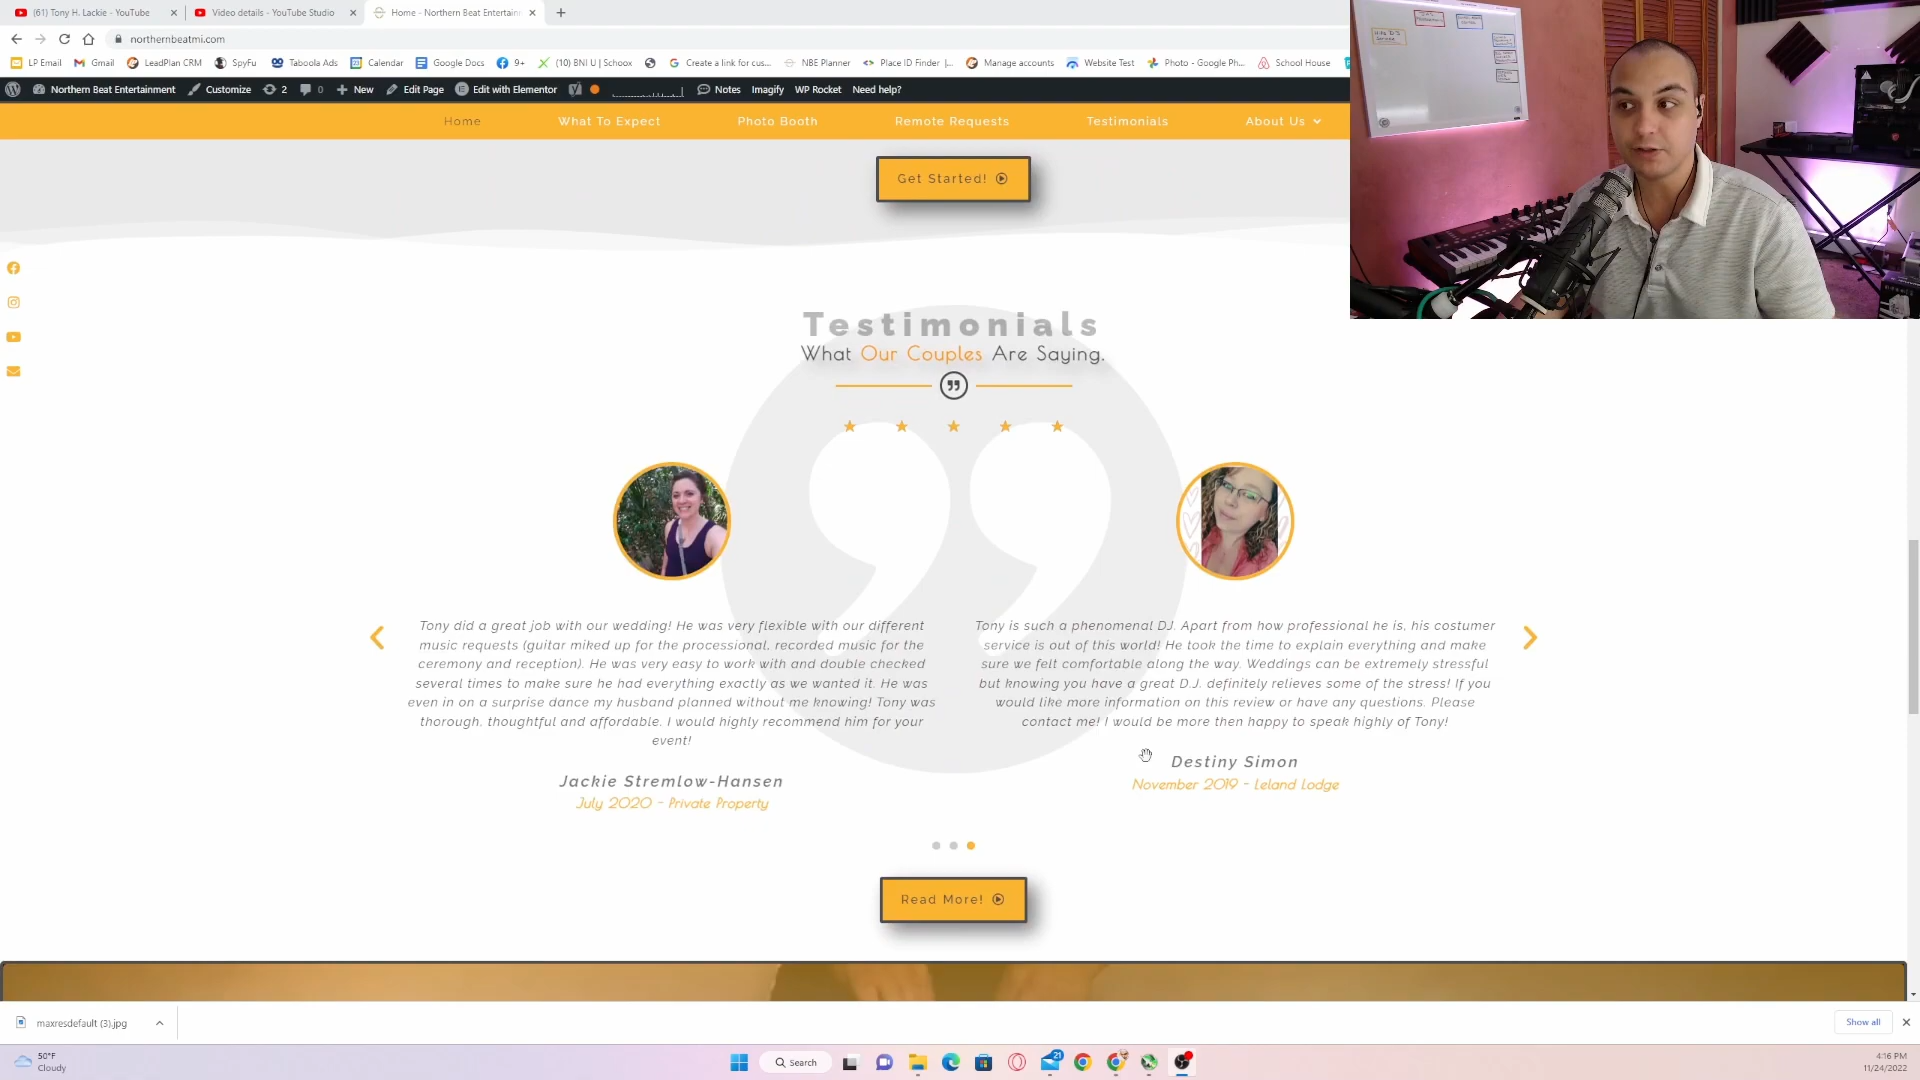 (61) Tony H. Lackie - YouTube
Video details - YouTube Studio
Home - Northern Beat Entertainm
northernbeatmi.com
LP Email
Gmail
LeadPlan CRM
SpyFu
Taboola Ads
Calendar
Google Docs
9+
(10) BNI U | Schoox
Create a link for cus...
NBE Planner
Place ID Finder |...
Manage accounts
Website Test
Photo - Google Ph...
School House
Northern Beat Entertainment
Customize
2
0
New
Edit Page
Edit with Elementor
Notes
Imagify
WP Rocket
Need help?
Home
What To Expect
Photo Booth
Remote Requests
Testimonials
About Us
Get Started!
Testimonials
What Our Couples Are Saying.
Tony did a great job with our wedding! He was very flexible with our different
music requests (guitar miked up for the processional, recorded music for the
ceremony and reception). He was very easy to work with and double checked
several times to make sure he had everything exactly as we wanted it. He was
even in on a surprise dance my husband planned without me knowing! Tony was
thorough, thoughtful and affordable. I would highly recommend him for your
event!
Jackie Stremlow-Hansen
July 2020 - Private Property
Tony is such a phenomenal DJ. Apart from how professional he is, his costumer
service is out of this world! He took the time to explain everything and make
sure we felt comfortable along the way. Weddings can be extremely stressful
but knowing you have a great D.J. definitely relieves some of the stress! If you
would like more information on this review or have any questions. Please
contact me! I would be more then happy to speak highly of Tony!
Destiny Simon
November 2019 - Leland Lodge
Read More!
maxresdefault (3).jpg
Show all
50°F
Cloudy
Search
21
4:16 PM
11/24/2022